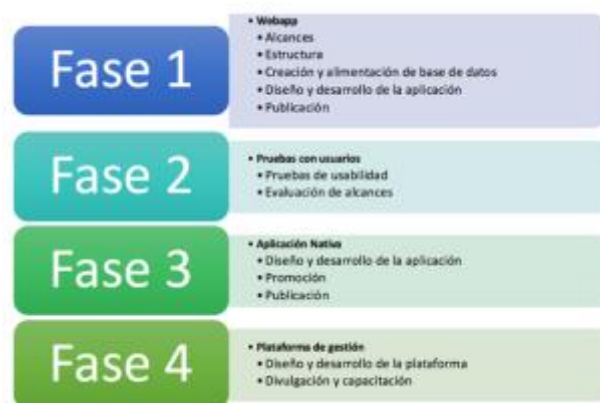 Fase 1
• Webapp
• Alcances
• Estructura
• Creación y alimentación de base de datos
• Diseño y desarrollo de la aplicación
• Publicación
Fase 2
• Pruebas con usuarios
• Pruebas de usabilidad
• Evaluación de alcances
Fase 3
• Aplicación Nativa
• Diseño y desarrollo de la aplicación
• Promoción
• Publicación
Fase 4
• Plataforma de gestión
• Diseño y desarrollo de la plataforma
• Divulgación y capacitación